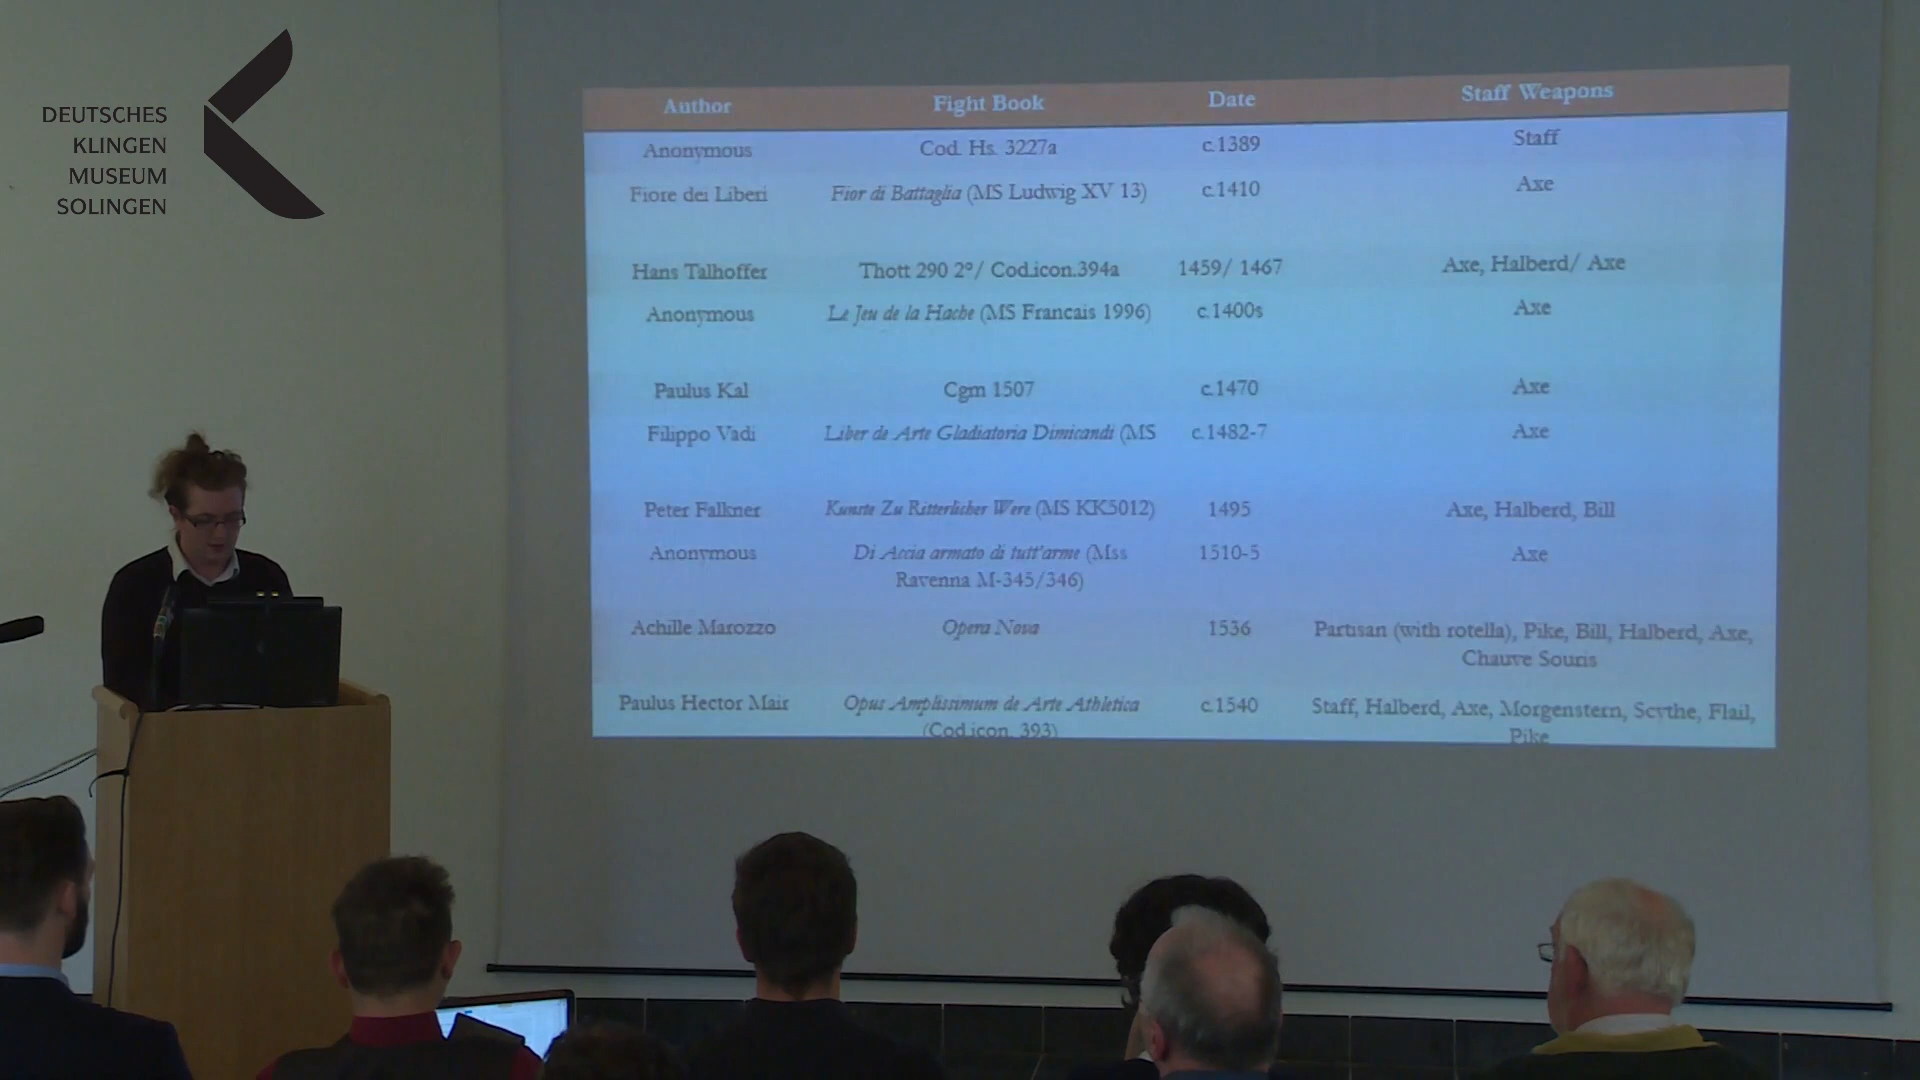 DEUTSCHES
KLINGEN
MUSEUM
SOLINGEN
Author Fight Book Date Staff Weapons
Anonymous Cod. Hs. 3227a c.1389 Staff
Fiore dei Liberi Fior di Battaglia (MS Ludwig XV 13) c.1410 Axe
Hans Talhoffer Thott 290 2°/ Cod.icon.394a 1459/ 1467 Axe, Halberd/ Axe
Anonymous Le Jeu de la Hache (MS Francais 1996) c.1400s Axe
Paulus Kal Cgm 1507 c.1470 Axe
Filippo Vadi Liber de Arte Gladiatoria Dimicandi (MS c.1482-7 Axe
Peter Falkner Kunste Zu Ritterlicher Were (MS KK5012) 1495 Axe, Halberd, Bill
Anonymous Di Accia armato di tutt'arme (Mss 1510-5 Axe
Ravenna M-345/346)
Achille Marozzo Opera Nova 1536 Partisan (with rotella), Pike, Bill, Halberd, Axe,
Chauve Souris
Paulus Hector Mair Opus Amplissimum de Arte Athletica c.1540 Staff, Halberd, Axe, Morgenstern, Scythe, Flail,
(Cod.icon. 393) Pike